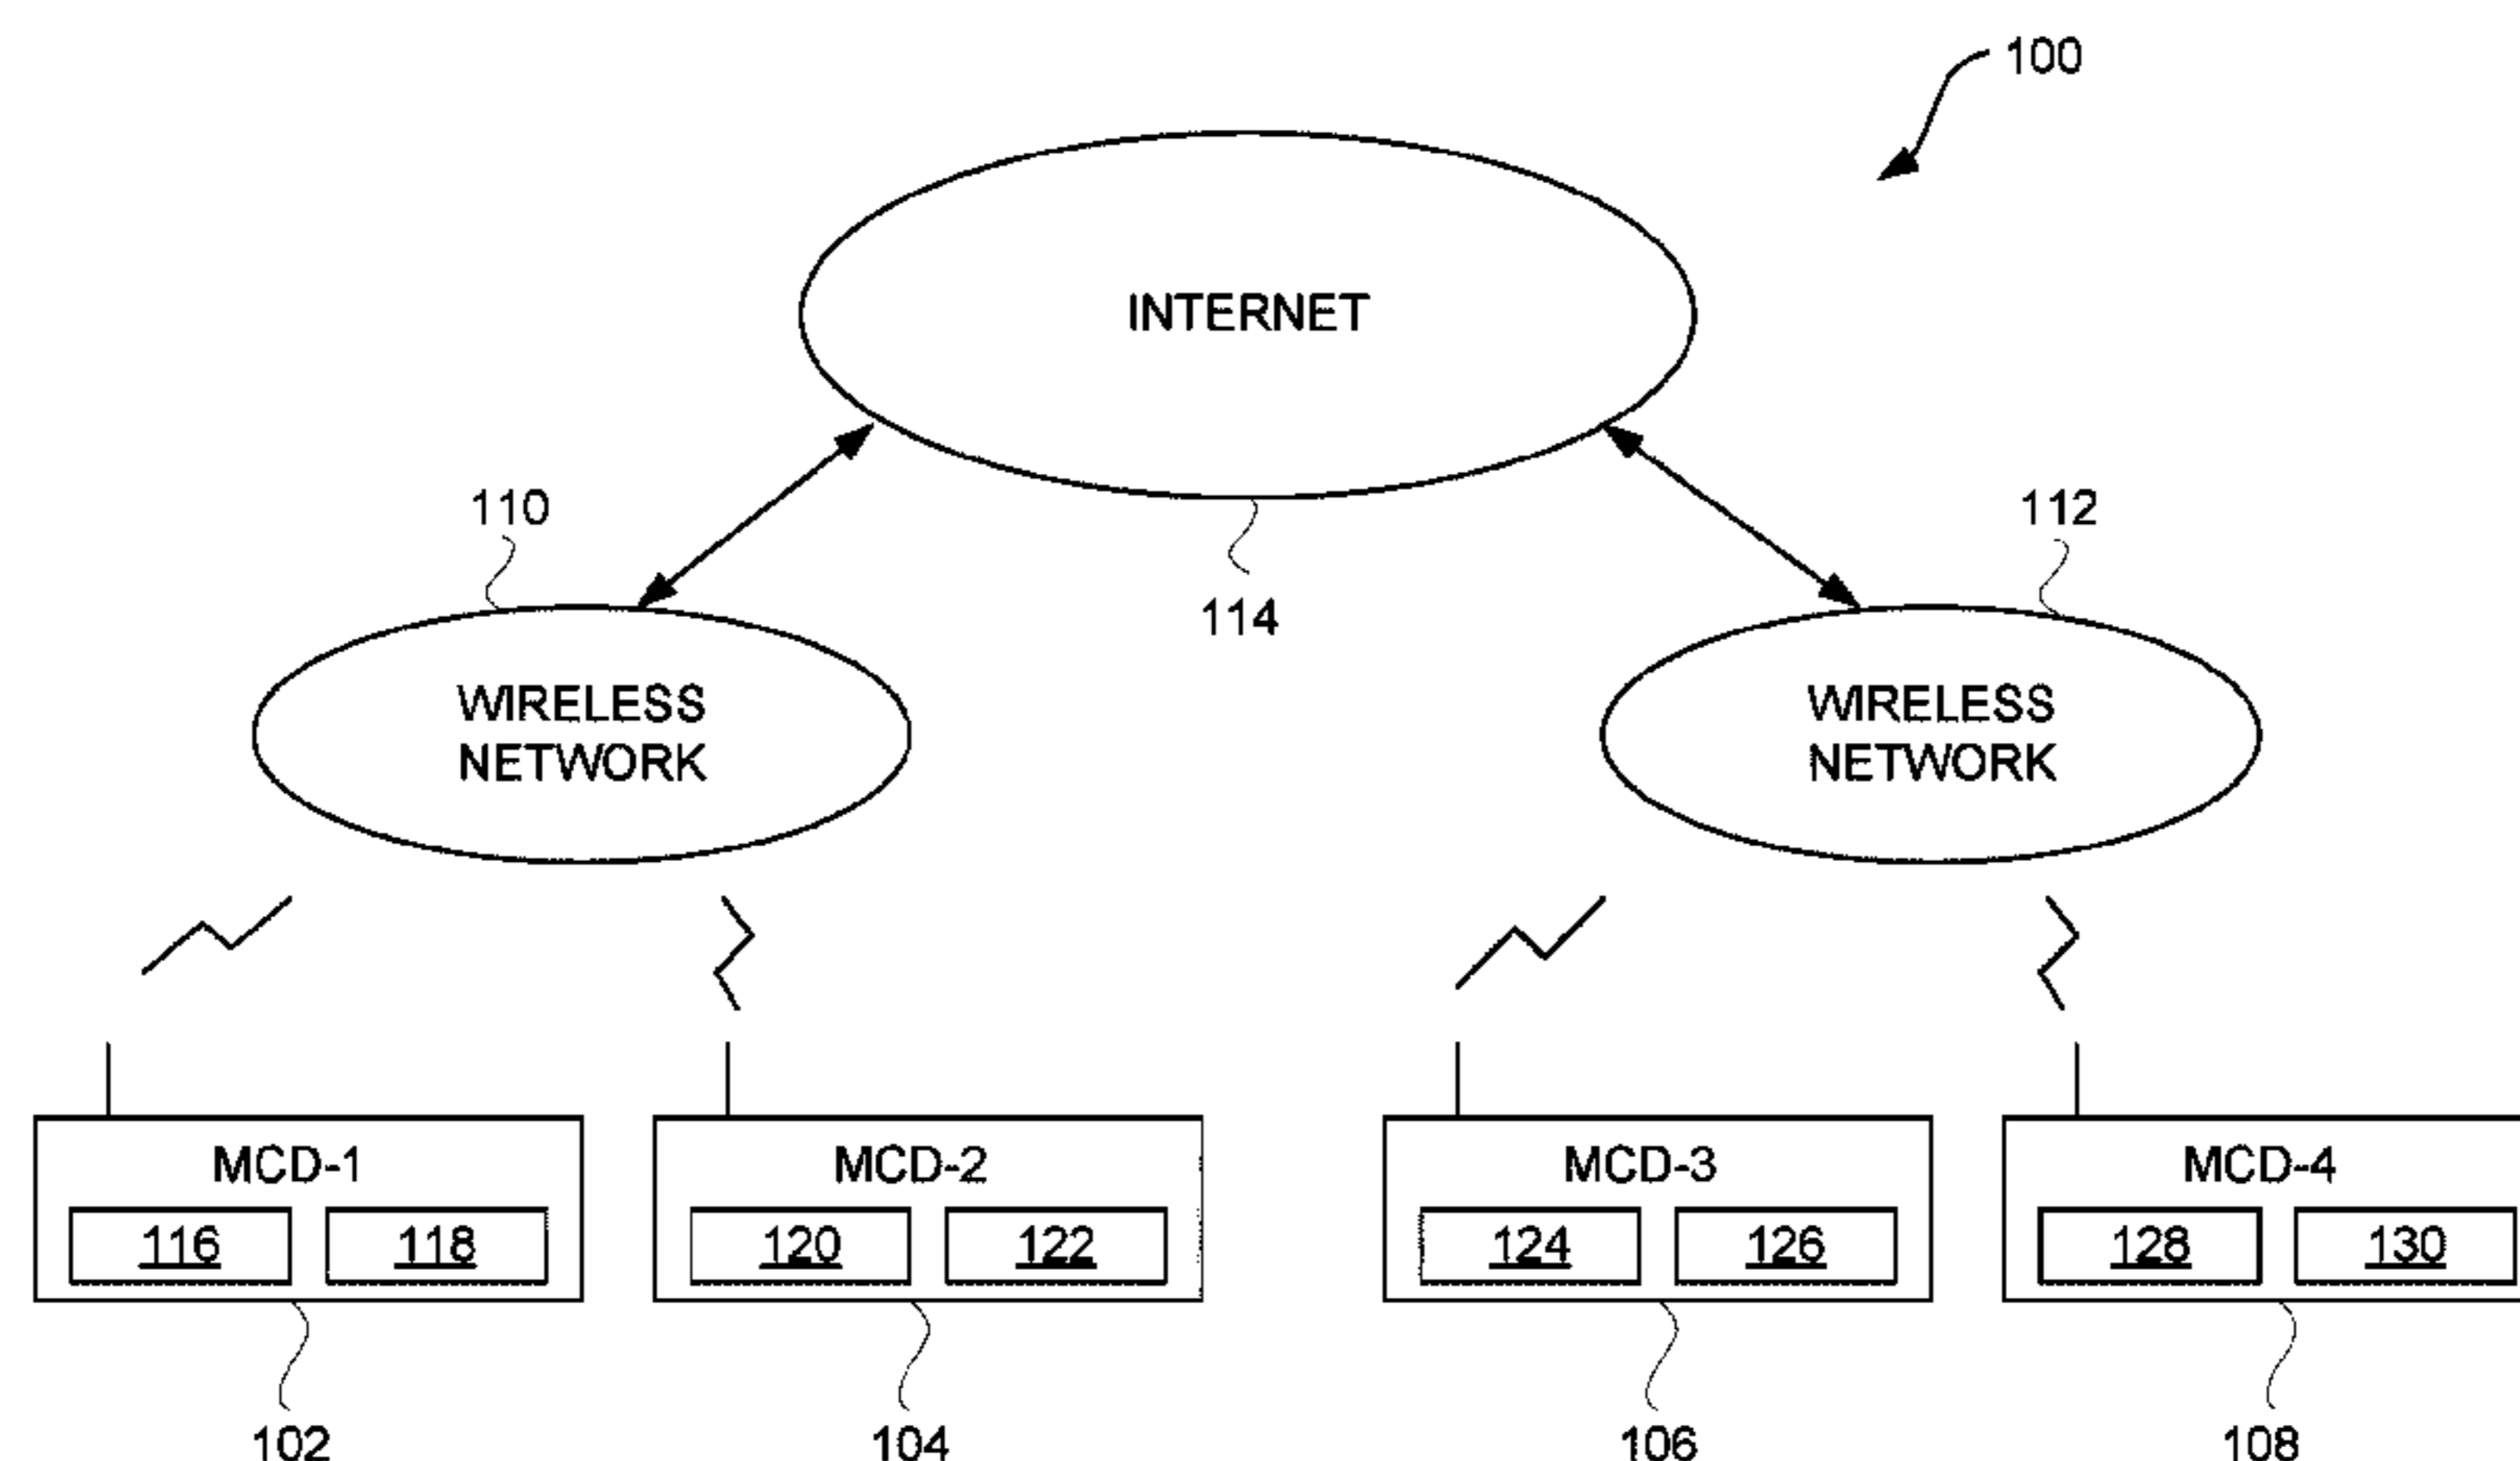 100
INTERNET
110
112
114
WIRELESS
NETWORK
WIRELESS
NETWORK
MCD-1
MCD-2
MCD-3
MCD-4
116
118
120
122
124
126
128
130
102
104
106
108